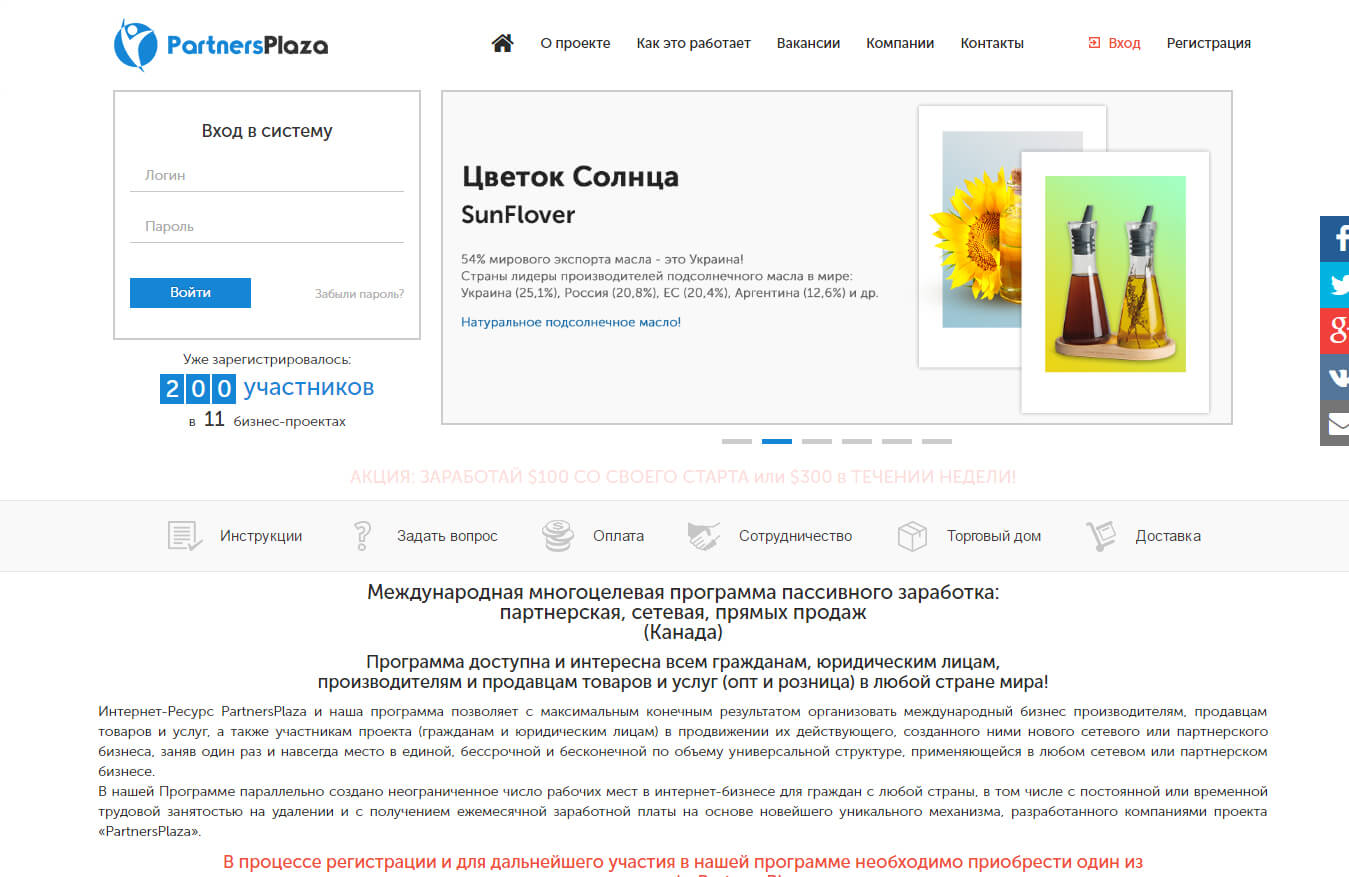 PartnersPlaza
О проекте
Как это работает
Вакансии
Компании
Контакты
Вход
Регистрация
Вход в систему
Логин
Пароль
Войти
Забыли пароль?
Уже зарегистрировалось:
200 участников
в 11 бизнес-проектах
Цветок Солнца
SunFlover
54% мирового экспорта масла - это Украина!
Страны лидеры производителей подсолнечного масла в мире:
Украина (25,1%), Россия (20,8%), ЕС (20,4%), Аргентина (12,6%) и др.
Натуральное подсолнечное масло!
АКЦИЯ: ЗАРАБОТАЙ $100 СО СВОЕГО СТАРТА или $300 в ТЕЧЕНИИ НЕДЕЛИ!
Инструкции
Задать вопрос
Оплата
Сотрудничество
Торговый дом
Доставка
Международная многоцелевая программа пассивного заработка:
партнерская, сетевая, прямых продаж
(Канада)
Программа доступна и интересна всем гражданам, юридическим лицам,
производителям и продавцам товаров и услуг (опт и розница) в любой стране мира!
Интернет-Ресурс PartnersPlaza и наша программа позволяет с максимальным конечным результатом организовать международный бизнес производителям, продавцам
товаров и услуг, а также участникам проекта (гражданам и юридическим лицам) в продвижении их действующего, созданного ними нового сетевого или партнерского
бизнеса, заняв один раз и навсегда место в единой, бессрочной и бесконечной по объему универсальной структуре, применяющейся в любом сетевом или партнерском
бизнесе.
В нашей Программе параллельно создано неограниченное число рабочих мест в интернет-бизнесе для граждан с любой страны, в том числе с постоянной или временной
трудовой занятостью на удалении и с получением ежемесячной заработной платы на основе новейшего уникального механизма, разработанного компаниями проекта
«PartnersPlaza».
В процессе регистрации и для дальнейшего участия в нашей программе необходимо приобрести один из